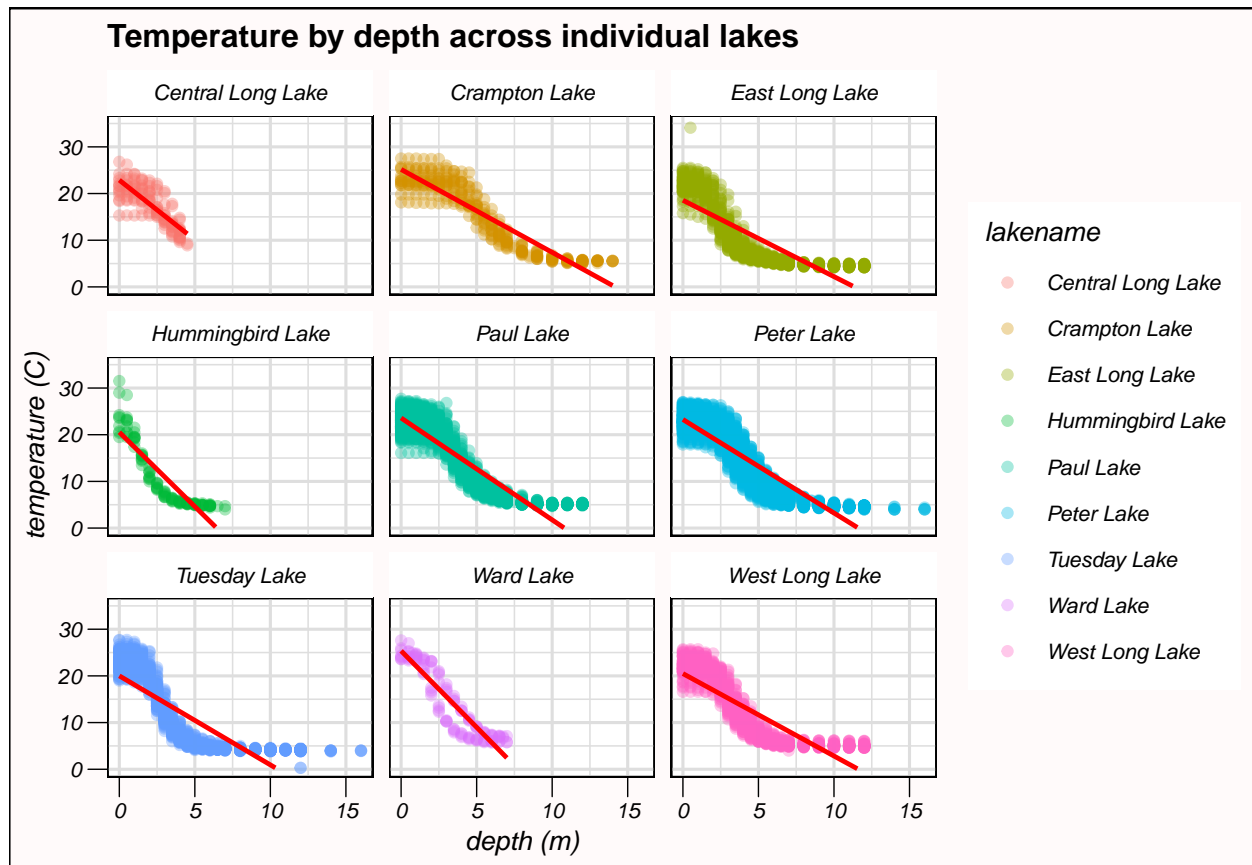 Temperature by depth across individual lakes
Central Long Lake
Crampton Lake
East Long Lake
30
20
10
0
Hummingbird Lake
Paul Lake
Peter Lake
30
20
10
0
Tuesday Lake
Ward Lake
West Long Lake
30
20
10
0
0 5 10 15
0 5 10 15
0 5 10 15
temperature (C)
depth (m)
lakename
Central Long Lake
Crampton Lake
East Long Lake
Hummingbird Lake
Paul Lake
Peter Lake
Tuesday Lake
Ward Lake
West Long Lake